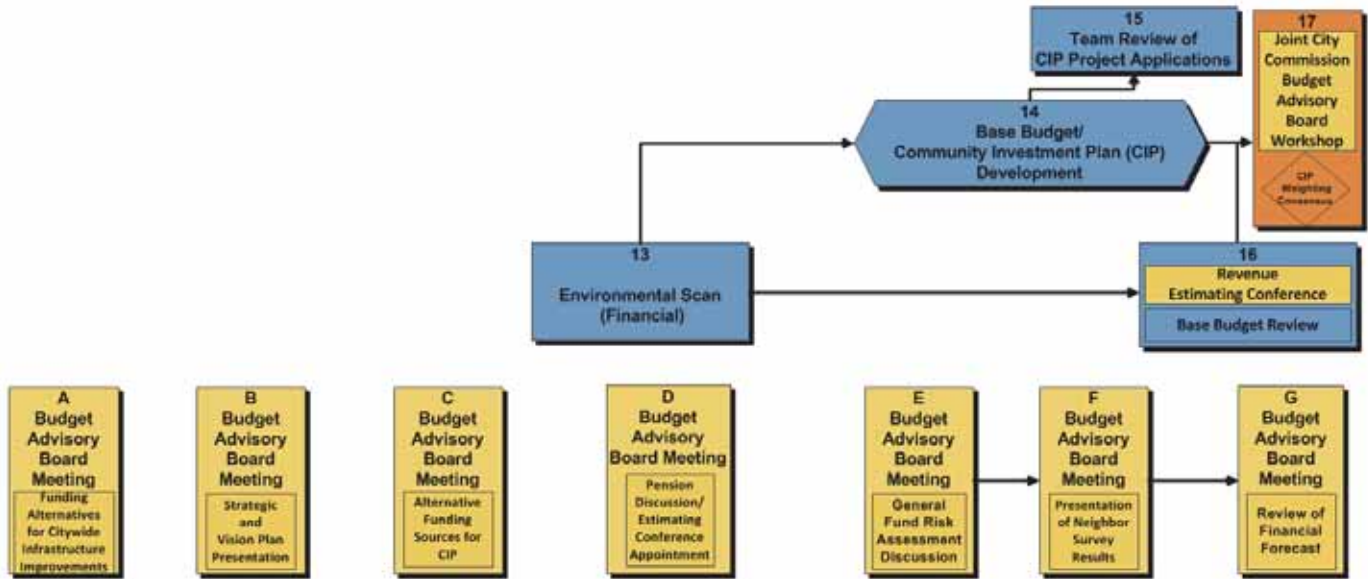 15
Team Review of
CIP Project Applications
17
Joint City
Commission
Budget
Advisory
Board
Workshop
CIP
Weighting
Consensus
14
Base Budget/
Community Investment Plan (CIP)
Development
13
Environmental Scan
(Financial)
16
Revenue
Estimating Conference
Base Budget Review
A
Budget
Advisory
Board
Meeting
Funding
Alternatives
for Citywide
Infrastructure
Improvements
B
Budget
Advisory
Board
Meeting
Strategic
and
Vision Plan
Presentation
C
Budget
Advisory
Board
Meeting
Alternative
Funding
Sources for
CIP
D
Budget
Advisory
Board Meeting
Pension
Discussion/
Estimating
Conference
Appointment
E
Budget
Advisory
Board
Meeting
General
Fund Risk
Assessment
Discussion
F
Budget
Advisory
Board
Meeting
Presentation
of Neighbor
Survey
Results
G
Budget
Advisory
Board
Meeting
Review of
Financial
Forecast